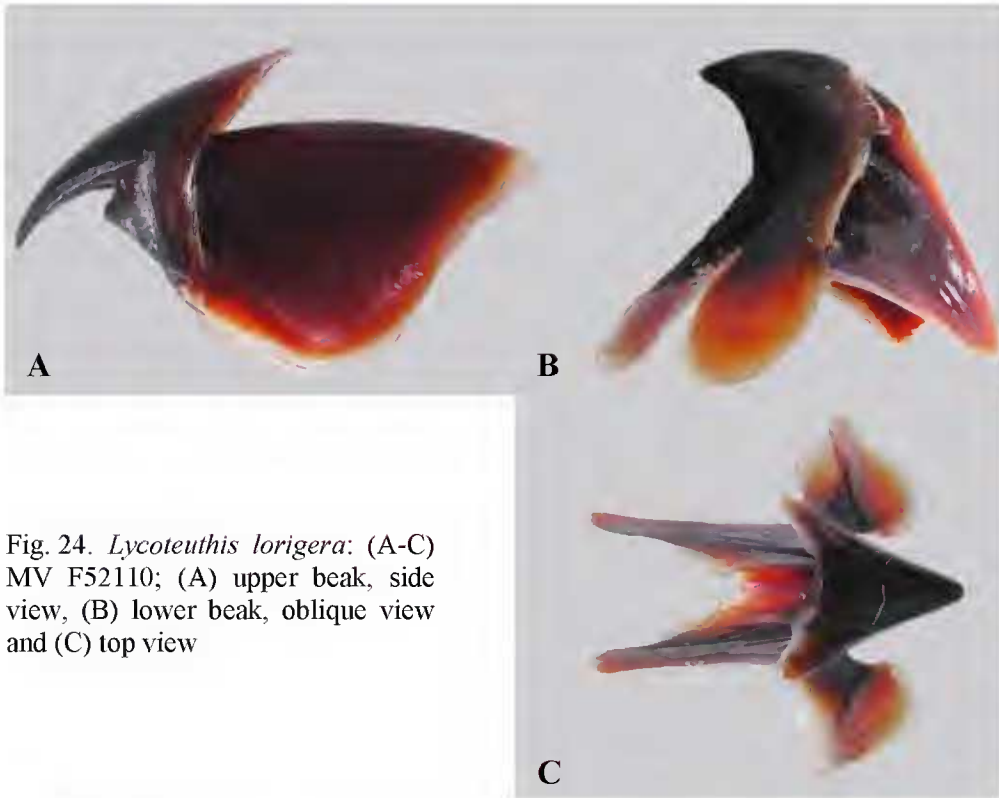 A
B
Fig. 24. Lycoteuthis lorigera: (A-C)
MV F52110; (A) upper beak, side
view, (B) lower beak, oblique view
and (C) top view
C